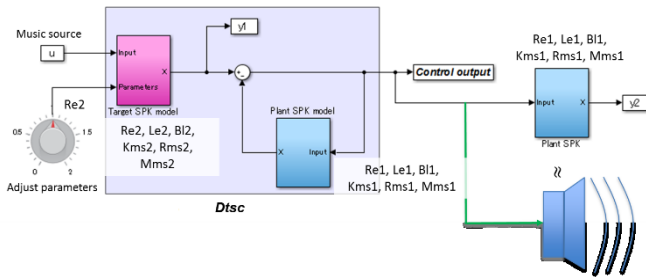 Music source
u
Input
Parameters
X
Target SPK model
y1
Re2
0.5
1.5
0
2
Adjust parameters
Re2, Le2, Bl2,
Kms2, Rms2,
Mms2
Plant SPK model
X
Input
Re1, Le1, Bl1,
Kms1, Rms1, Mms1
Dtsc
Control output
Re1, Le1, Bl1,
Kms1, Rms1, Mms1
Input
X
Plant SPK
y2
≈